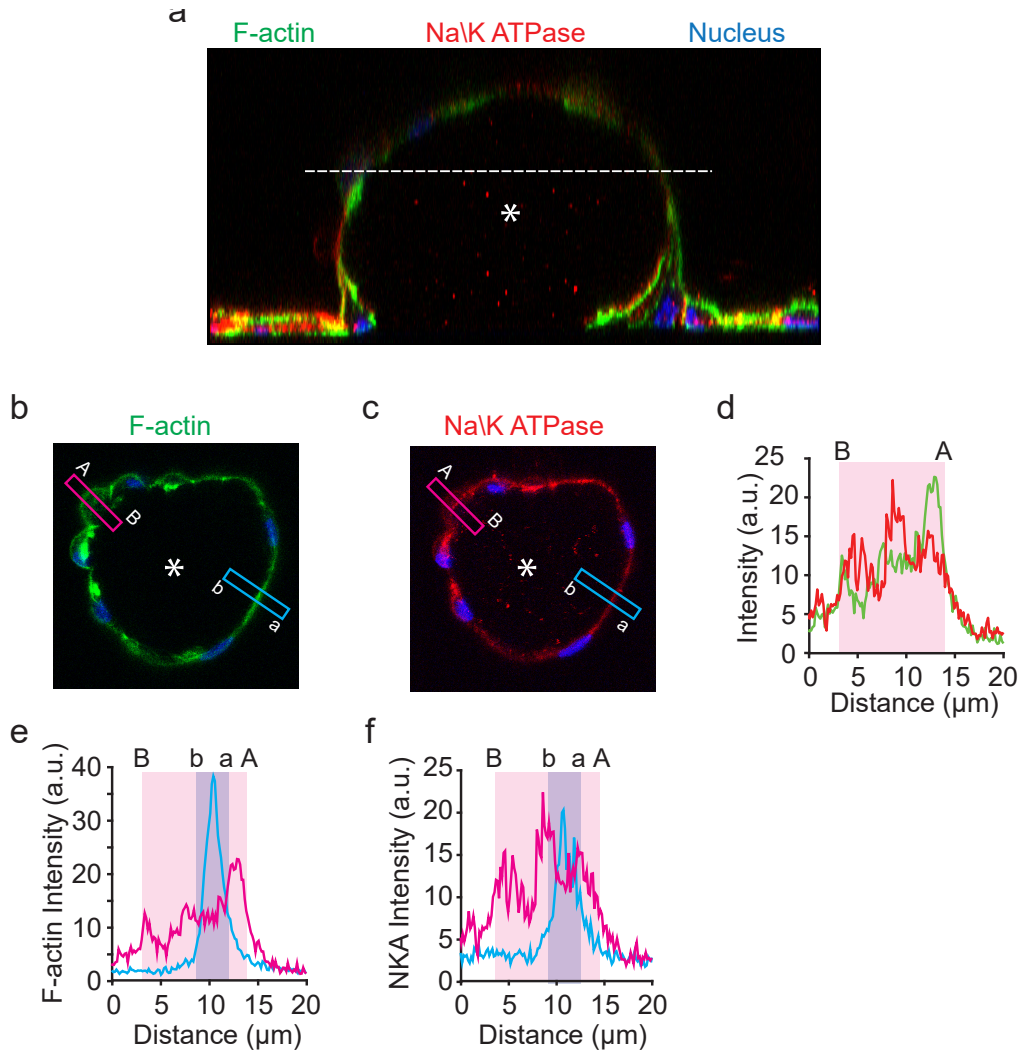 a
F-actin Na\K ATPase Nucleus
*
b
F-actin
A
B
*
b
a
c
Na\K ATPase
A
B
*
b
a
d
B A
25
20
15
10
5
0
Intensity (a.u.)
0 5 10 15 20
Distance (µm)
e
B b a A
40
30
20
10
0
F-actin Intensity (a.u.)
0 5 10 15 20
Distance (µm)
f
B b a A
25
20
15
10
5
0
NKA Intensity (a.u.)
0 5 10 15 20
Distance (µm)